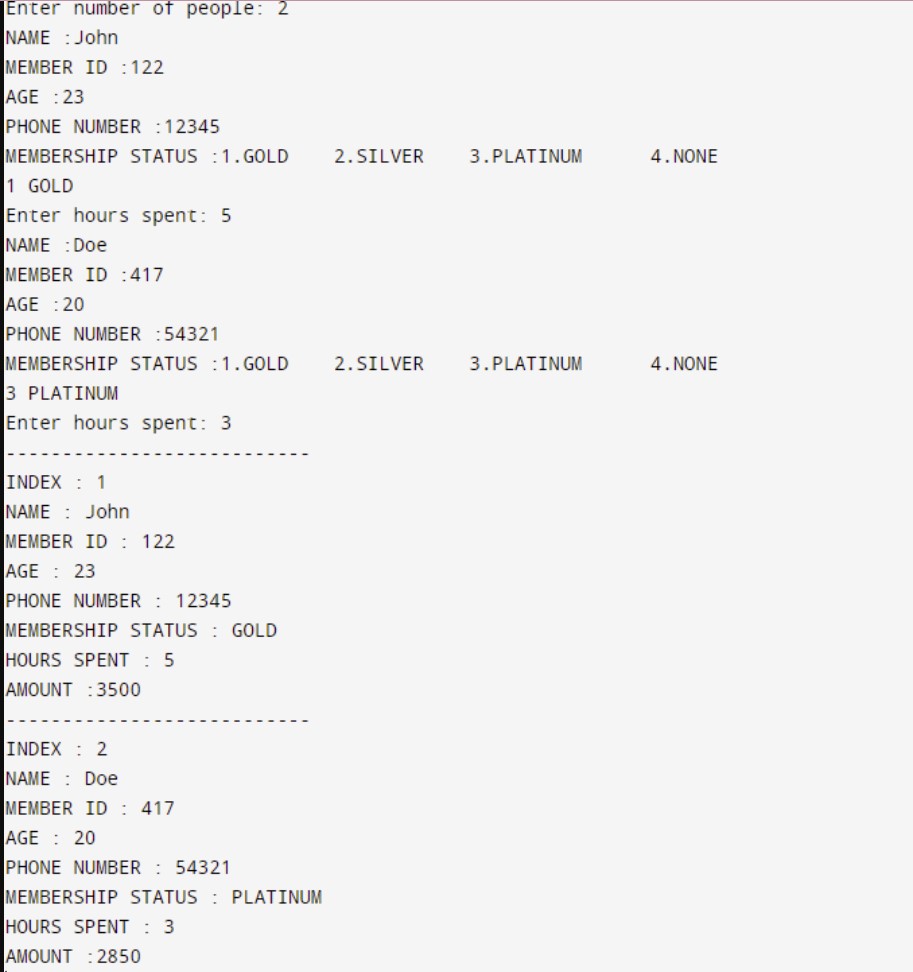 Enter number of people: 2
NAME :John
MEMBER ID :122
AGE :23
PHONE NUMBER :12345
MEMBERSHIP STATUS :1.GOLD    2.SILVER    3.PLATINUM      4.NONE
1 GOLD
Enter hours spent: 5
NAME :Doe
MEMBER ID :417
AGE :20
PHONE NUMBER :54321
MEMBERSHIP STATUS :1.GOLD    2.SILVER    3.PLATINUM      4.NONE
3 PLATINUM
Enter hours spent: 3
---------------------------
INDEX : 1
NAME : John
MEMBER ID : 122
AGE : 23
PHONE NUMBER : 12345
MEMBERSHIP STATUS : GOLD
HOURS SPENT : 5
AMOUNT :3500
---------------------------
INDEX : 2
NAME : Doe
MEMBER ID : 417
AGE : 20
PHONE NUMBER : 54321
MEMBERSHIP STATUS : PLATINUM
HOURS SPENT : 3
AMOUNT :2850